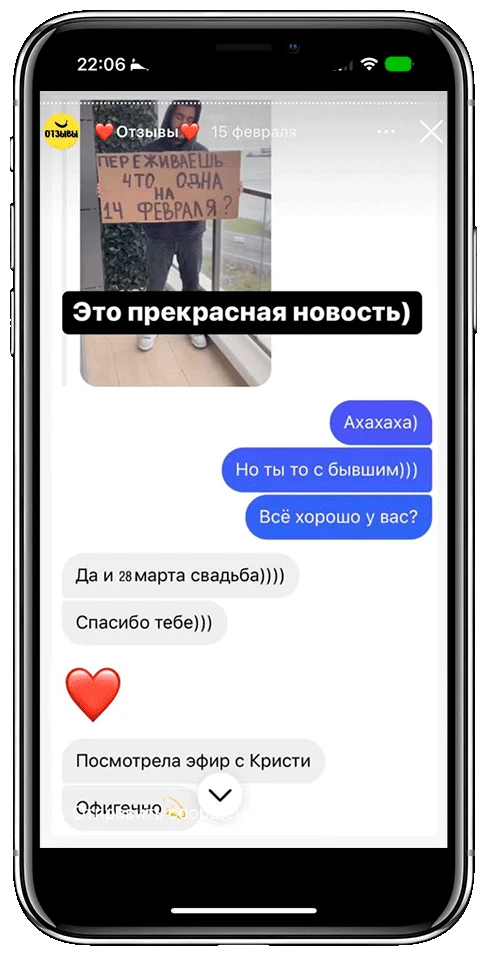 22:06
ОТЗЫВЫ
❤️Отзывы❤️ 15 февраля
ПЕРЕЖИВАЕШЬ
ЧТО ОДНА
НА
14 ФЕВРАЛЯ?
Это прекрасная новость)
Ахахаха)
Но ты то с бывшим)))
Всё хорошо у вас?
Да и 28 марта свадьба))))
Спасибо тебе)))
❤️
Посмотрела эфир с Кристи
Офигенно💫